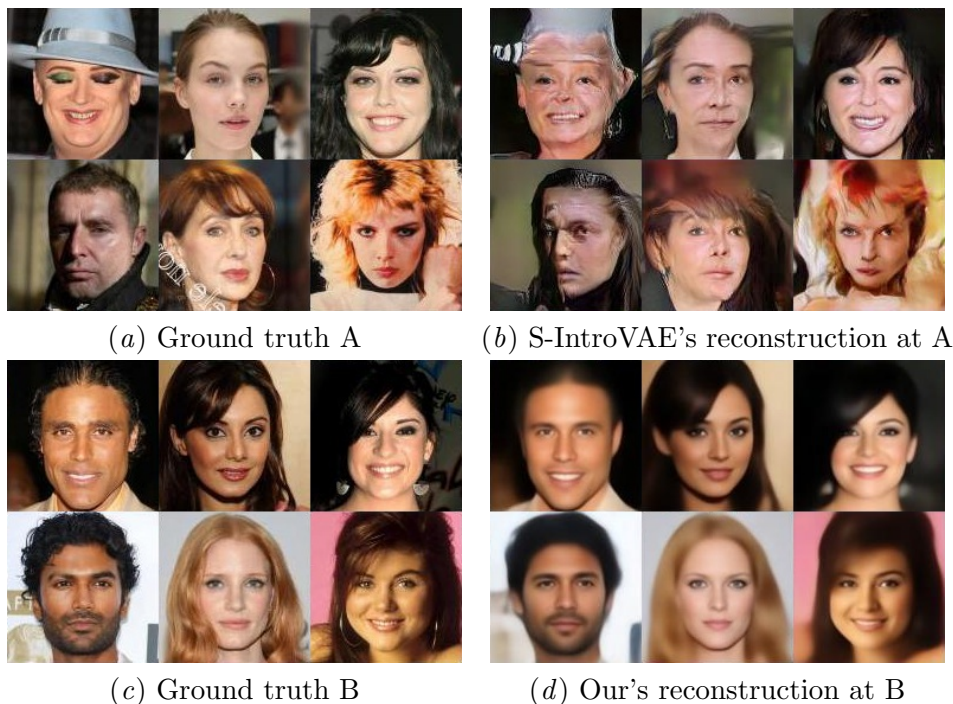 (a) Ground truth A
(b) S-IntroVAE's reconstruction at A
(c) Ground truth B
(d) Our's reconstruction at B